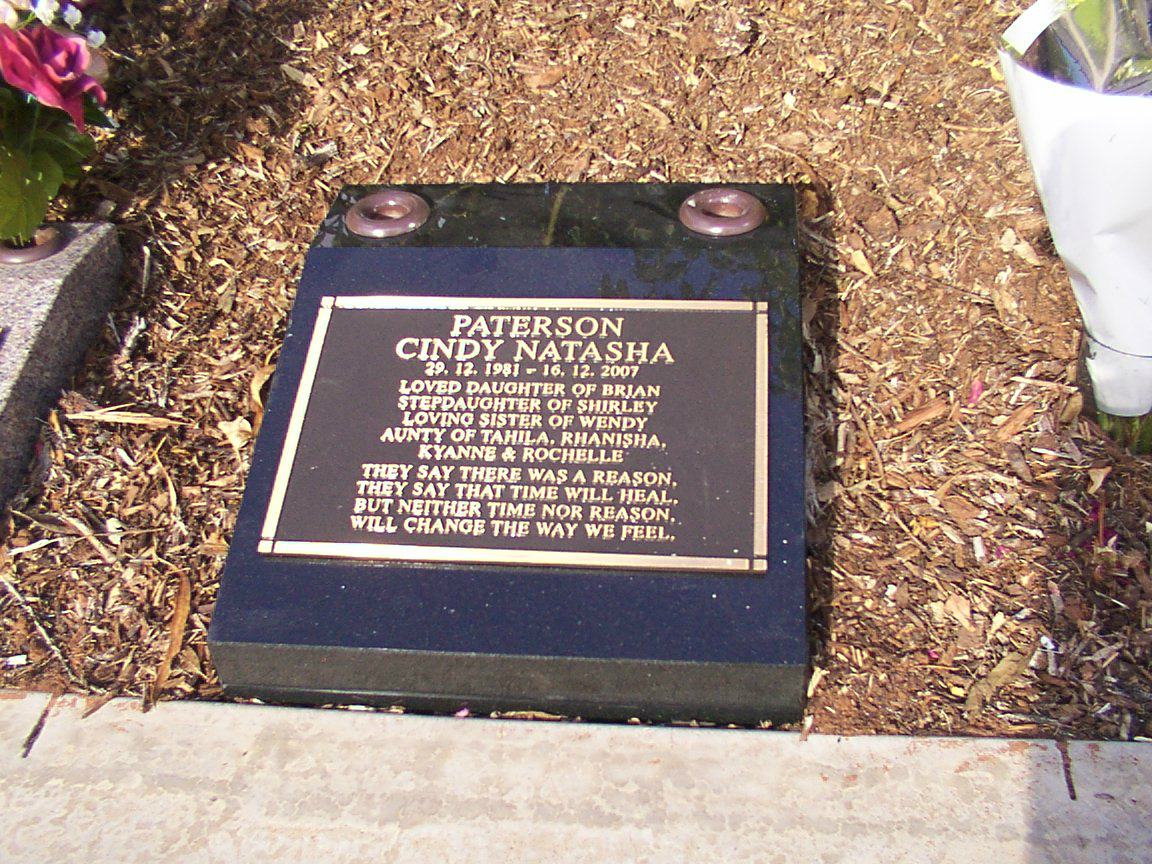 PATERSON
CINDY NATASHA
29. 12. 1981 - 16. 12. 2007
LOVED DAUGHTER OF BRIAN
STEPDAUGHTER OF SHIRLEY
LOVING SISTER OF WENDY
AUNTY OF TAHILA, RHANISHA,
KYANNE & ROCHELLE
THEY SAY THERE WAS A REASON,
THEY SAY THAT TIME WILL HEAL,
BUT NEITHER TIME NOR REASON,
WILL CHANGE THE WAY WE FEEL.